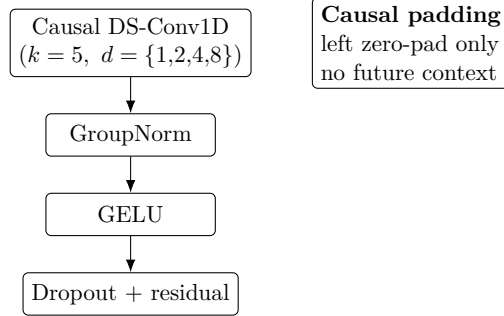 Causal DS-Conv1D
(k = 5, d = {1,2,4,8})
GroupNorm
GELU
Dropout + residual
Causal padding
left zero-pad only
no future context